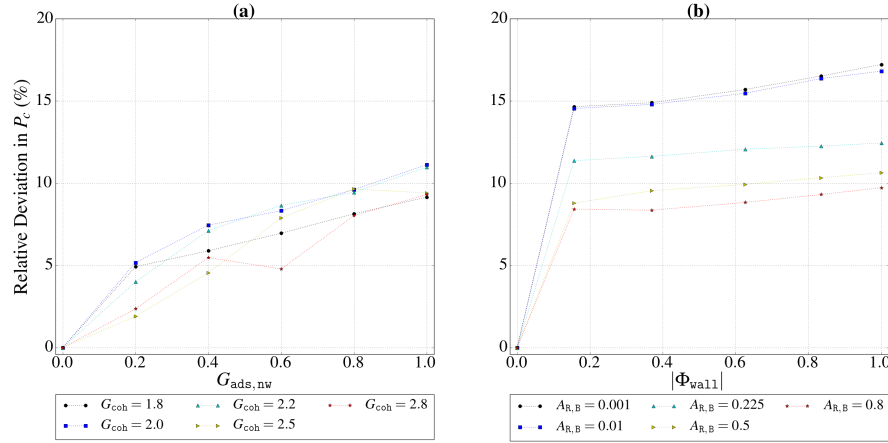 (a)
20
15
10
5
0
0.0 0.2 0.4 0.6 0.8 1.0
Relative Deviation in P_c (%)
G_ads,nw
G_coh = 1.8 G_coh = 2.2 G_coh = 2.8
G_coh = 2.0 G_coh = 2.5
(b)
20
15
10
5
0
0.0 0.2 0.4 0.6 0.8 1.0
|Φ_wall|
A_R,B = 0.001 A_R,B = 0.225 A_R,B = 0.8
A_R,B = 0.01 A_R,B = 0.5